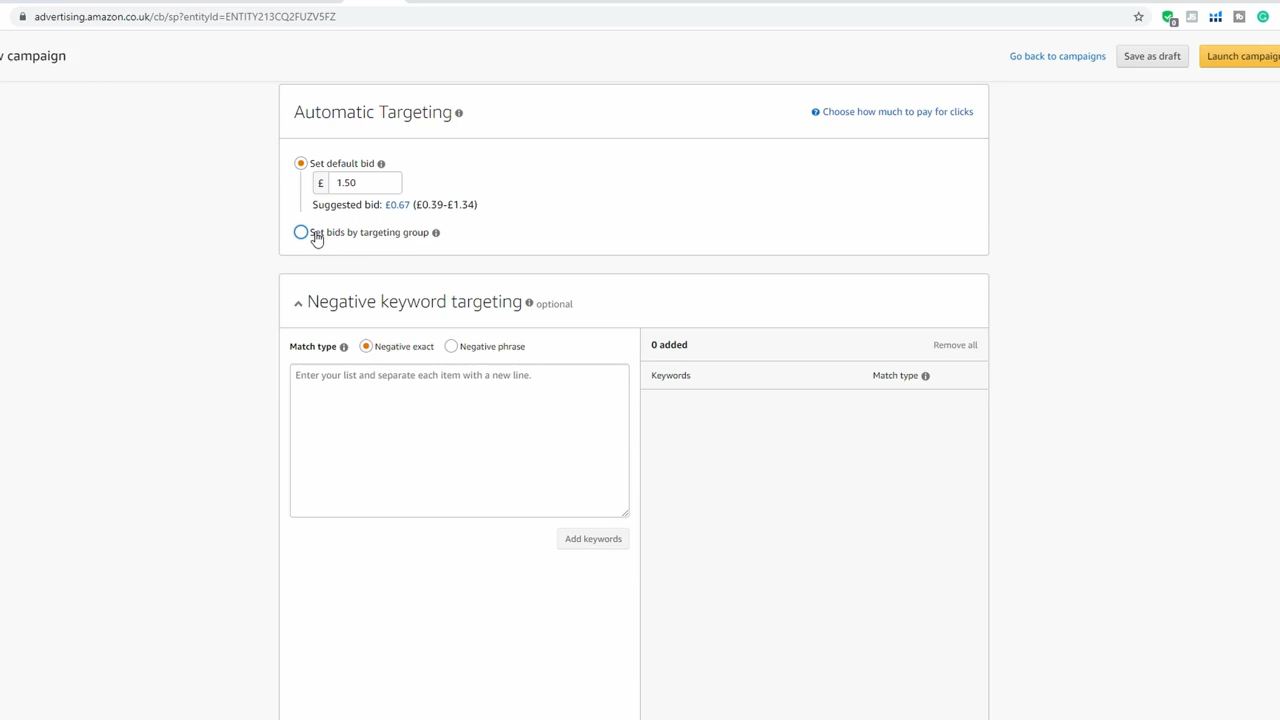 advertising.amazon.co.uk/cb/sp?entityId=ENTITY213CQ2FUZV5FZ
campaign
Go back to campaigns
Save as draft
Launch campaign
Automatic Targeting
Choose how much to pay for clicks
Set default bid
£ 1.50
Suggested bid: £0.67 (£0.39-£1.34)
Set bids by targeting group
Negative keyword targeting optional
Match type Negative exact Negative phrase
0 added
Remove all
Enter your list and separate each item with a new line.
Keywords
Match type
Add keywords